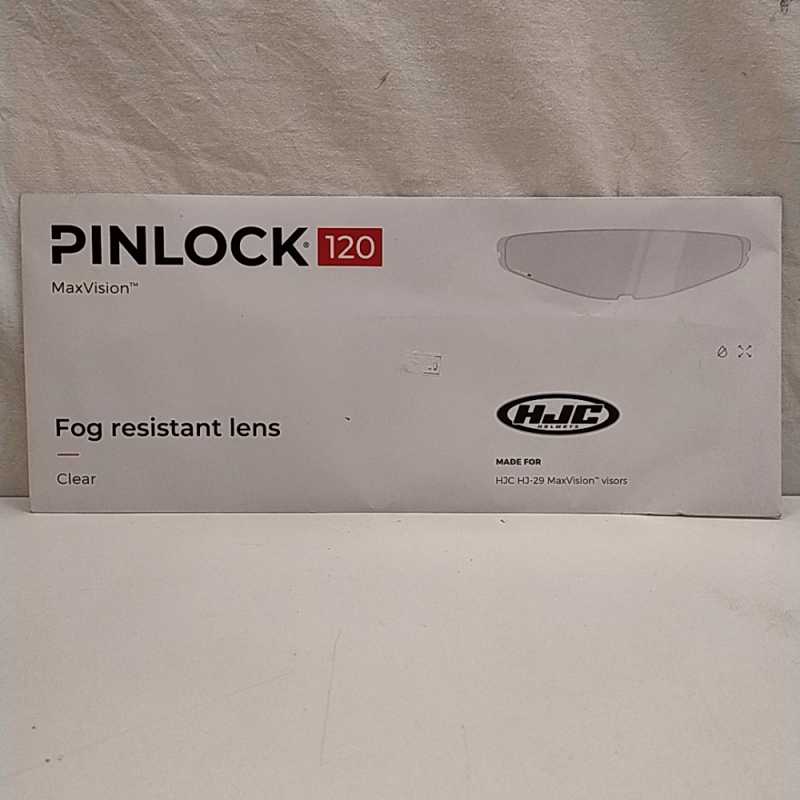 PINLOCK® 120
MaxVision™
Fog resistant lens
Clear
HJC
HELMETS
MADE FOR
HJC HJ-29 MaxVision™ visors